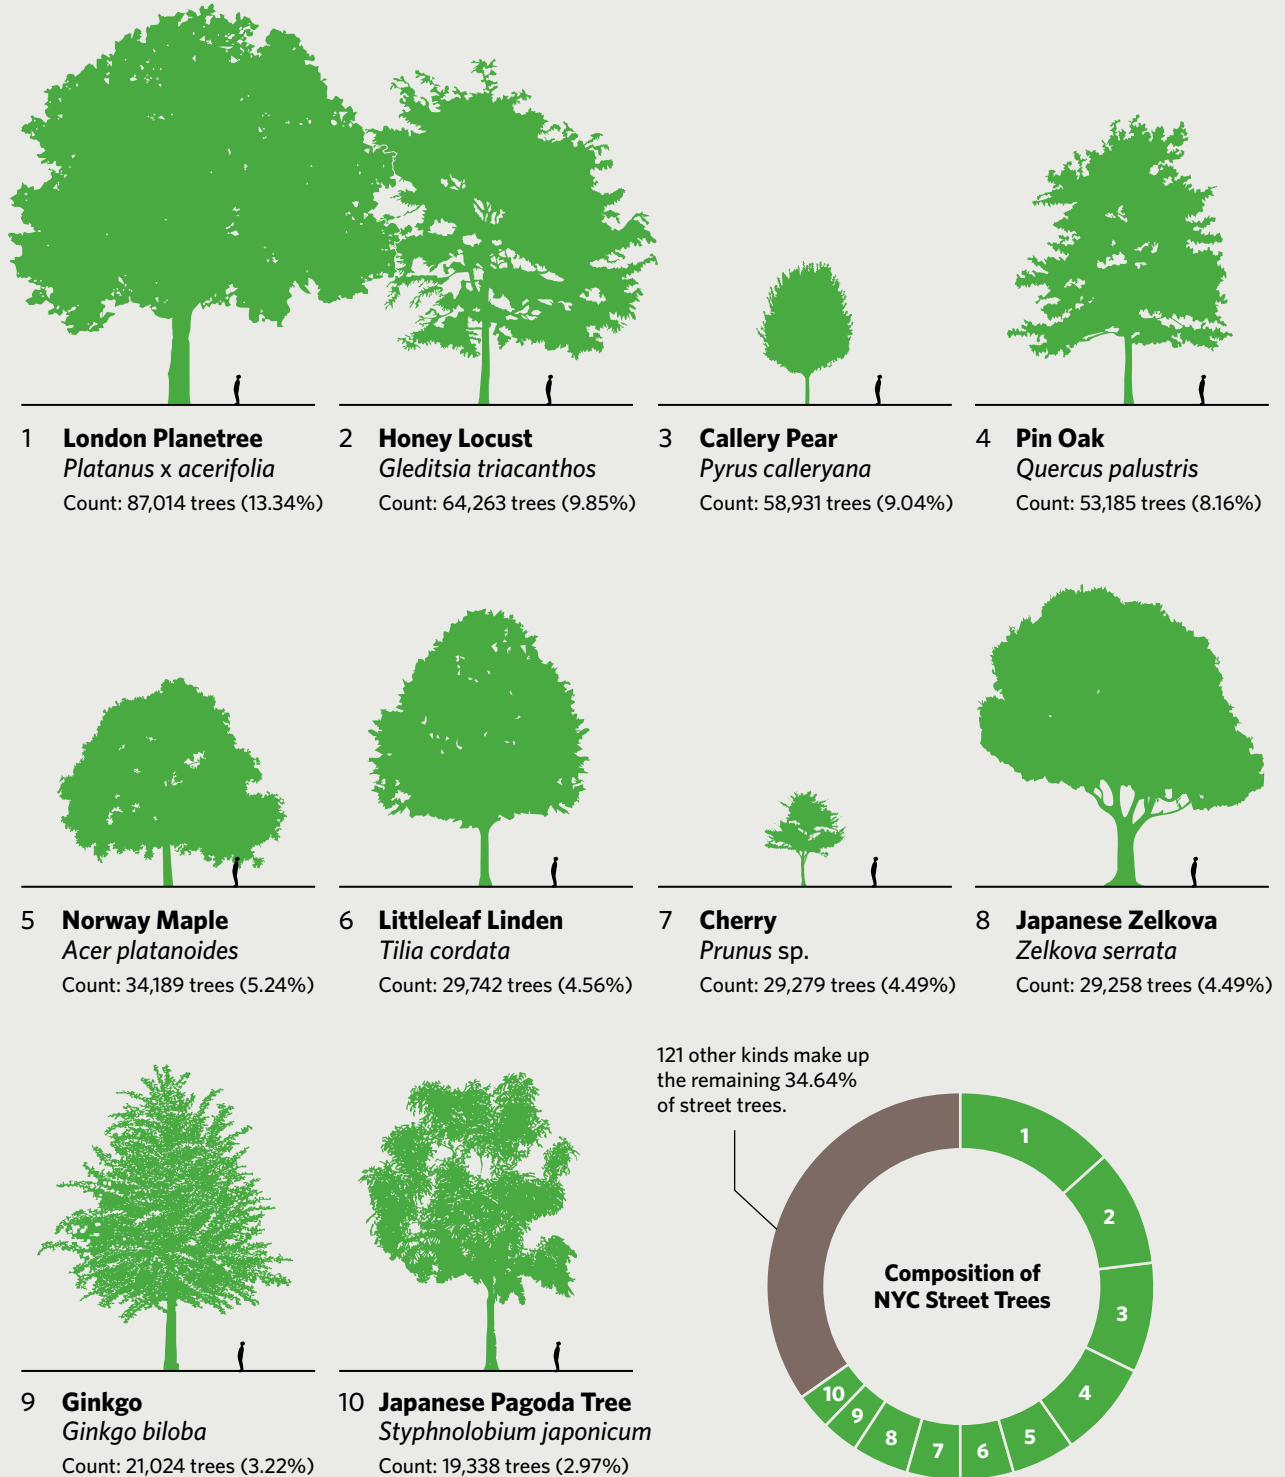 1 London Planetree
Platanus x acerifolia
Count: 87,014 trees (13.34%)
2 Honey Locust
Gleditsia triacanthos
Count: 64,263 trees (9.85%)
3 Callery Pear
Pyrus calleryana
Count: 58,931 trees (9.04%)
4 Pin Oak
Quercus palustris
Count: 53,185 trees (8.16%)
5 Norway Maple
Acer platanoides
Count: 34,189 trees (5.24%)
6 Littleleaf Linden
Tilia cordata
Count: 29,742 trees (4.56%)
7 Cherry
Prunus sp.
Count: 29,279 trees (4.49%)
8 Japanese Zelkova
Zelkova serrata
Count: 29,258 trees (4.49%)
9 Ginkgo
Ginkgo biloba
Count: 21,024 trees (3.22%)
10 Japanese Pagoda Tree
Styphnolobium japonicum
Count: 19,338 trees (2.97%)
121 other kinds make up
the remaining 34.64%
of street trees.
Composition of
NYC Street Trees
1
2
3
4
5
6
7
8
9
10